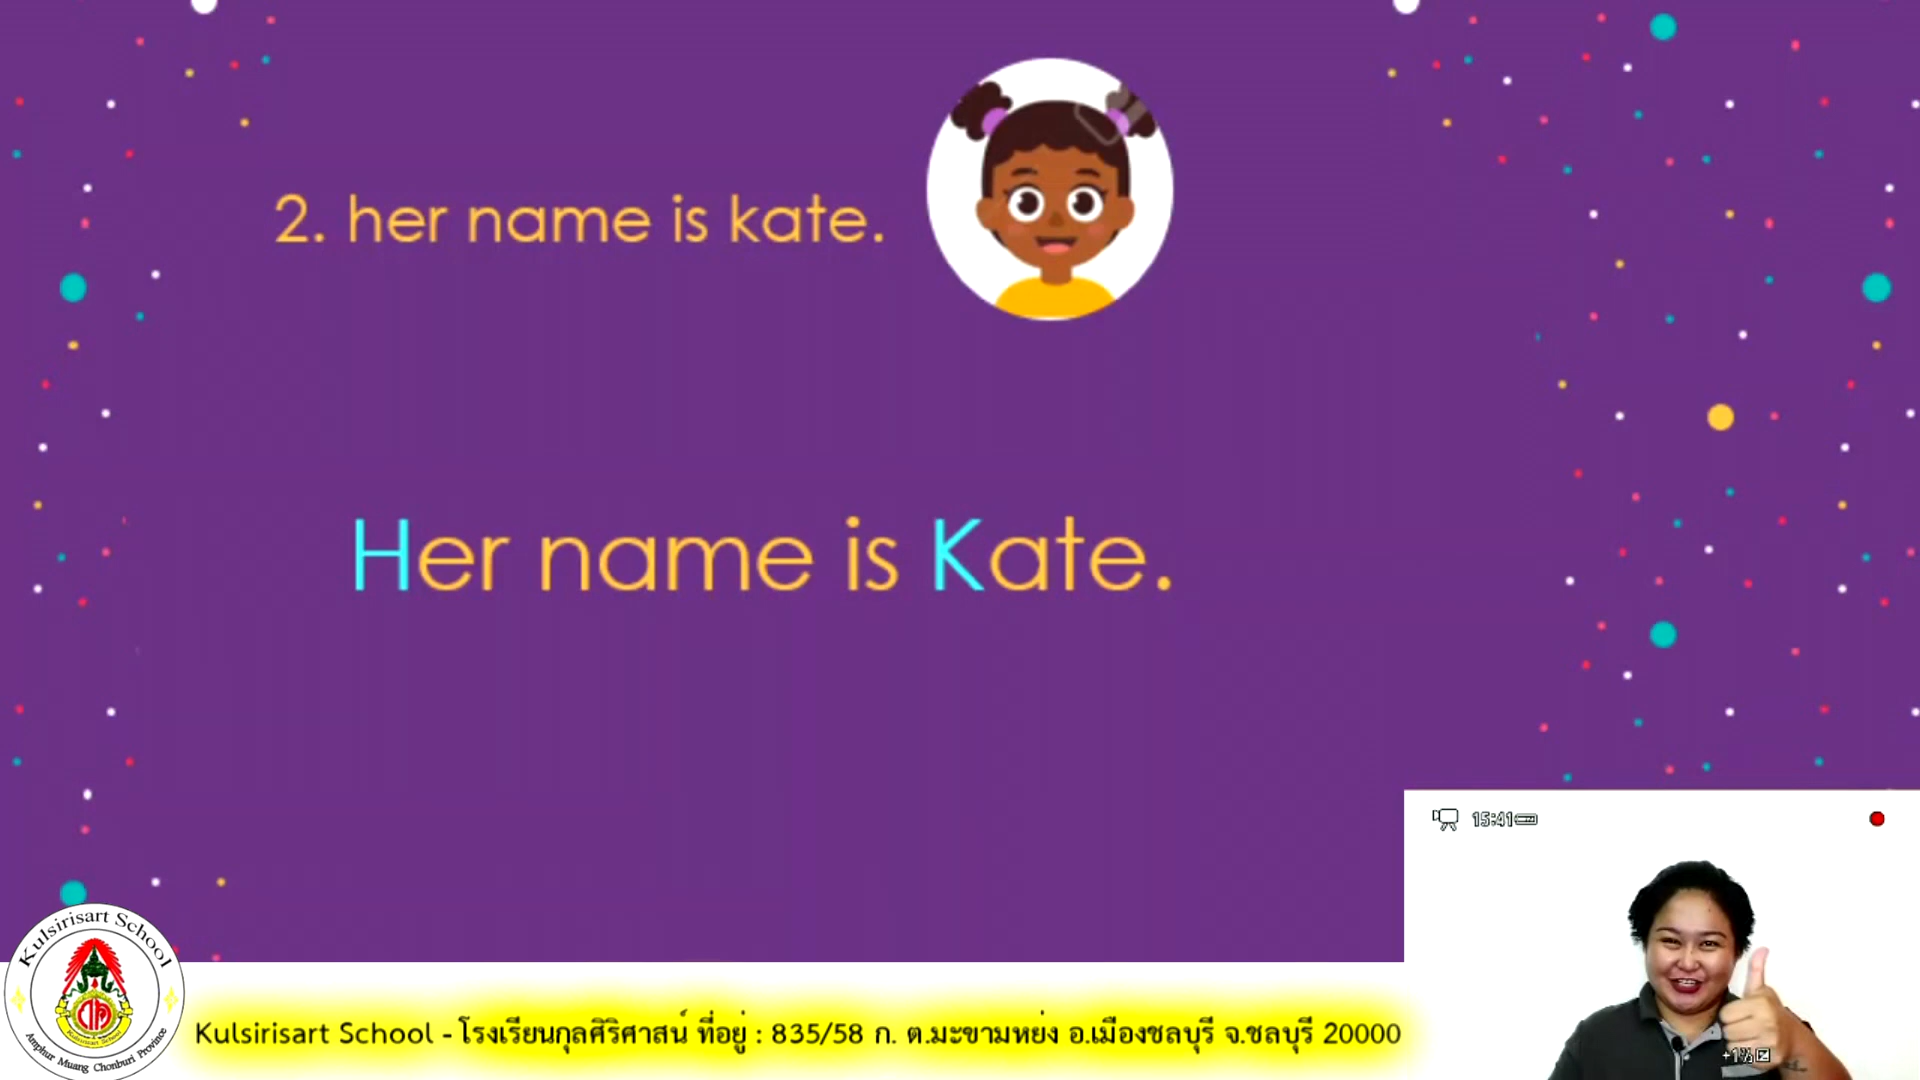 2. her name is kate.
Her name is Kate.
15:41
Kulsirisart School
Amphur Muang Chonburi Province
Kulsirisart School - โรงเรียนกุลศิริศาสน์ ที่อยู่ : 835/58 ก. ต.มะขามหย่ง อ.เมืองชลบุรี จ.ชลบุรี 20000